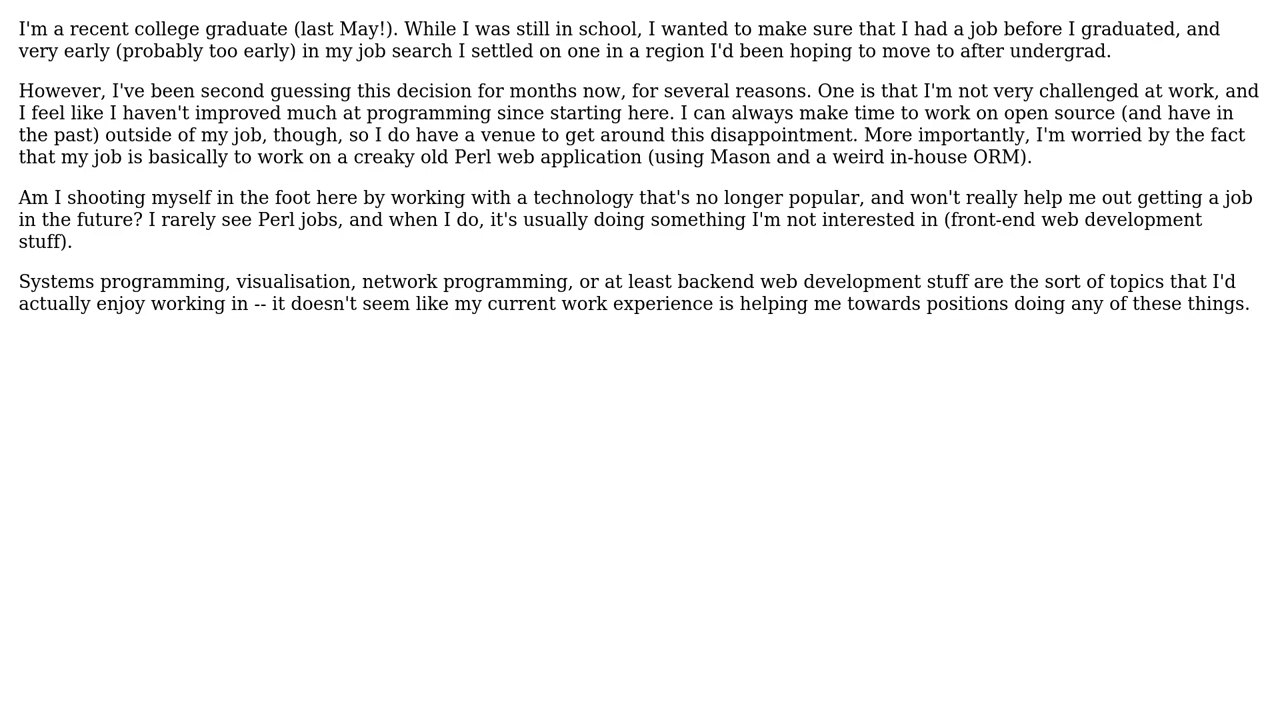 I'm a recent college graduate (last May!). While I was still in school, I wanted to make sure that I had a job before I graduated, and
very early (probably too early) in my job search I settled on one in a region I'd been hoping to move to after undergrad.
However, I've been second guessing this decision for months now, for several reasons. One is that I'm not very challenged at work, and
I feel like I haven't improved much at programming since starting here. I can always make time to work on open source (and have in
the past) outside of my job, though, so I do have a venue to get around this disappointment. More importantly, I'm worried by the fact
that my job is basically to work on a creaky old Perl web application (using Mason and a weird in-house ORM).
Am I shooting myself in the foot here by working with a technology that's no longer popular, and won't really help me out getting a job
in the future? I rarely see Perl jobs, and when I do, it's usually doing something I'm not interested in (front-end web development
stuff).
Systems programming, visualisation, network programming, or at least backend web development stuff are the sort of topics that I'd
actually enjoy working in -- it doesn't seem like my current work experience is helping me towards positions doing any of these things.